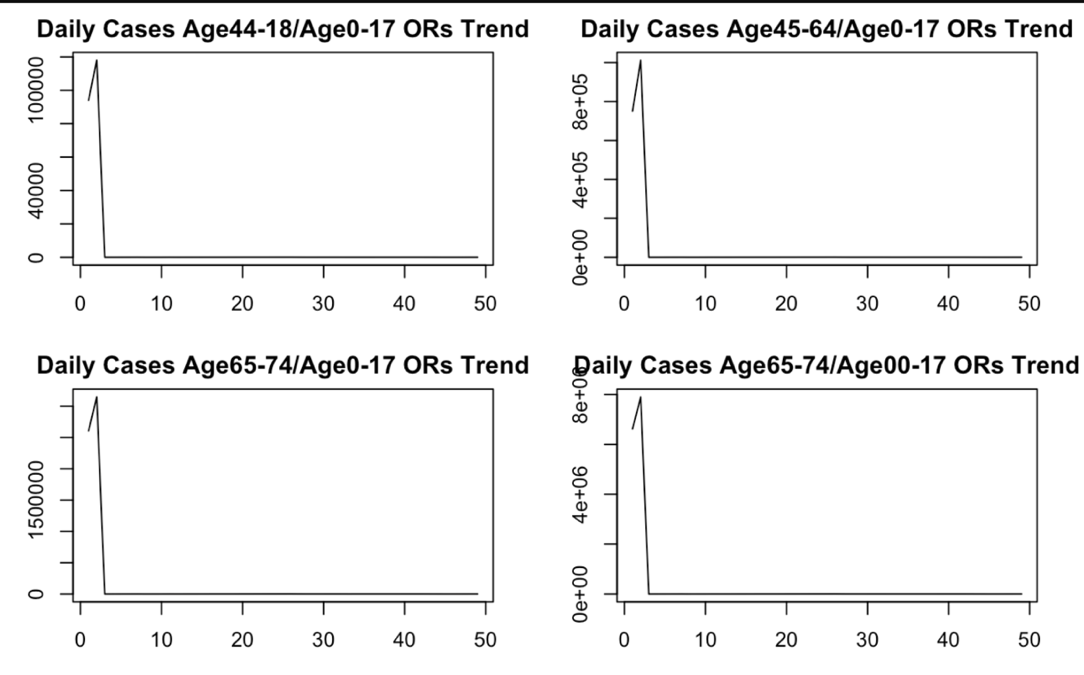 Daily Cases Age44-18/Age0-17 ORs Trend
100000
40000
0
0 10 20 30 40 50
Daily Cases Age45-64/Age0-17 ORs Trend
8e+05
4e+05
0e+00
0 10 20 30 40 50
Daily Cases Age65-74/Age0-17 ORs Trend
1500000
0
0 10 20 30 40 50
Daily Cases Age65-74/Age00-17 ORs Trend
8e+06
4e+06
0e+00
0 10 20 30 40 50